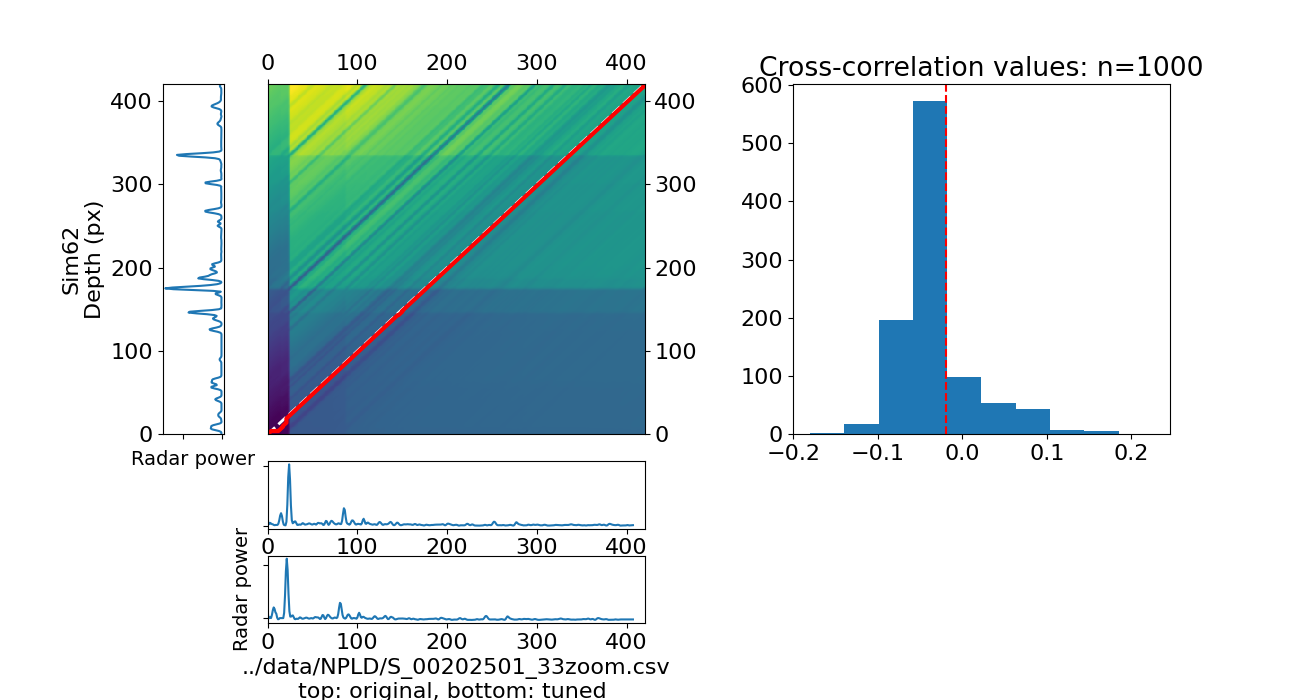 0 100 200 300 400
Cross-correlation values: n=1000
400
300
200
100
0
Sim62
Depth (px)
400
300
200
100
0
600
500
400
300
200
100
0
−0.2 −0.1 0.0 0.1 0.2
Radar power
0 100 200 300 400
Radar power
0 100 200 300 400
../data/NPLD/S_00202501_33zoom.csv
top: original, bottom: tuned